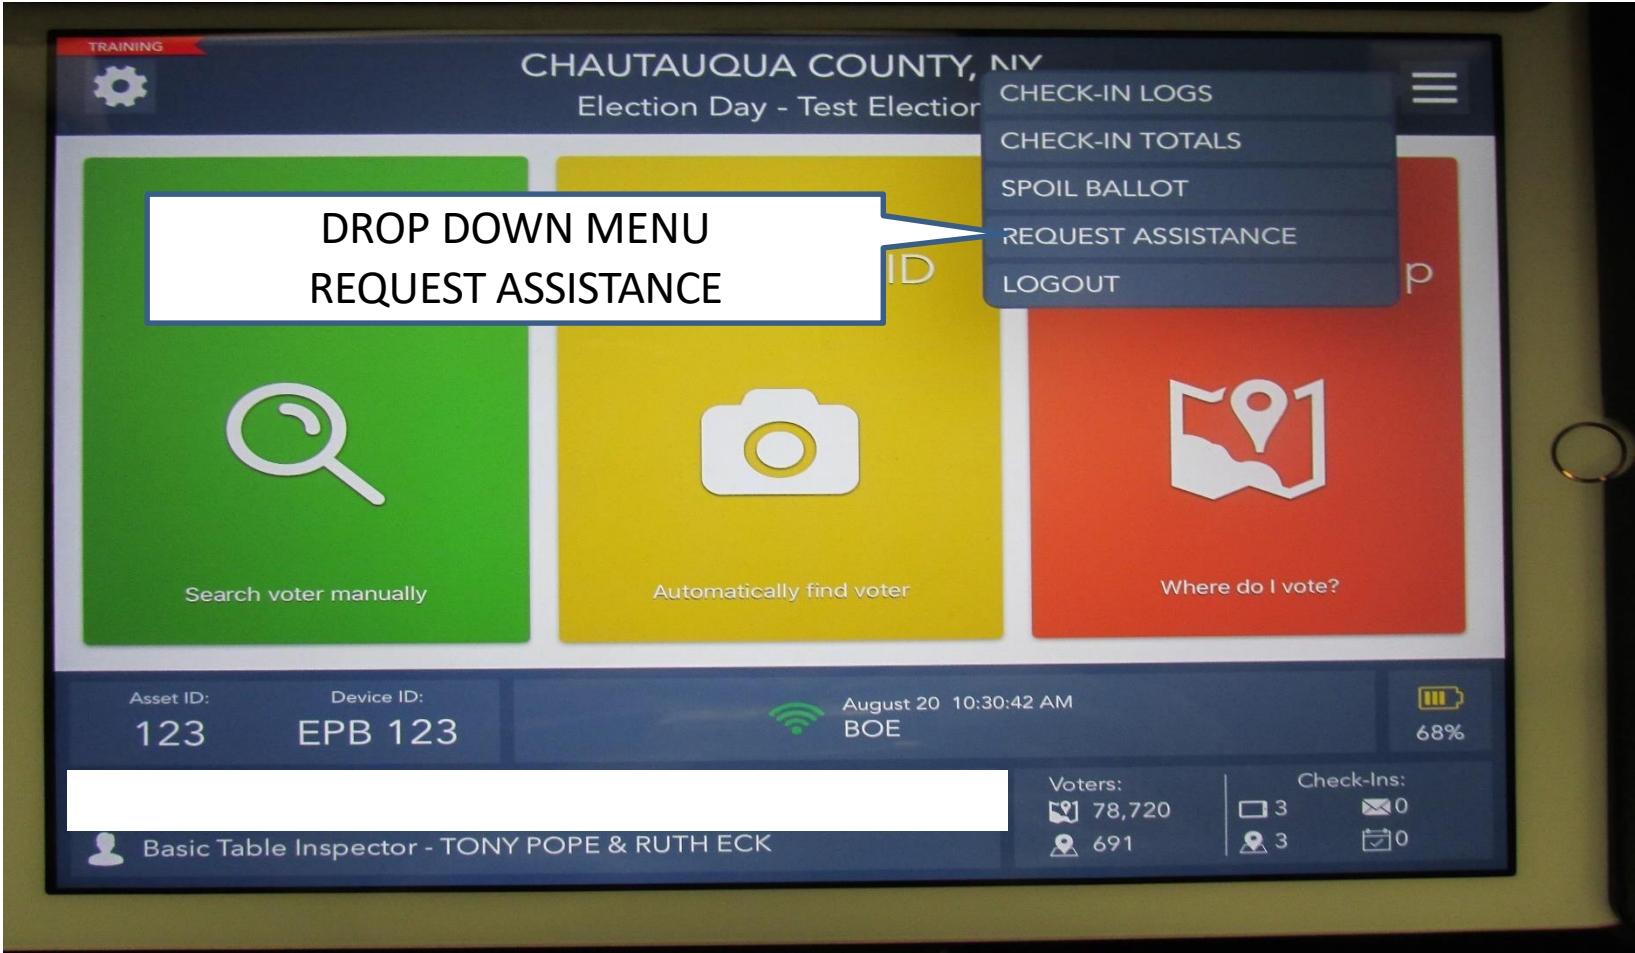 TRAINING
CHAUTAUQUA COUNTY, NY
Election Day - Test Election
CHECK-IN LOGS
CHECK-IN TOTALS
SPOIL BALLOT
REQUEST ASSISTANCE
LOGOUT
DROP DOWN MENU
REQUEST ASSISTANCE
ID
p
Search voter manually
Automatically find voter
Where do I vote?
Asset ID:
123
Device ID:
EPB 123
August 20 10:30:42 AM
BOE
68%
Basic Table Inspector - TONY POPE & RUTH ECK
Voters:
78,720
691
Check-Ins:
3
0
3
0